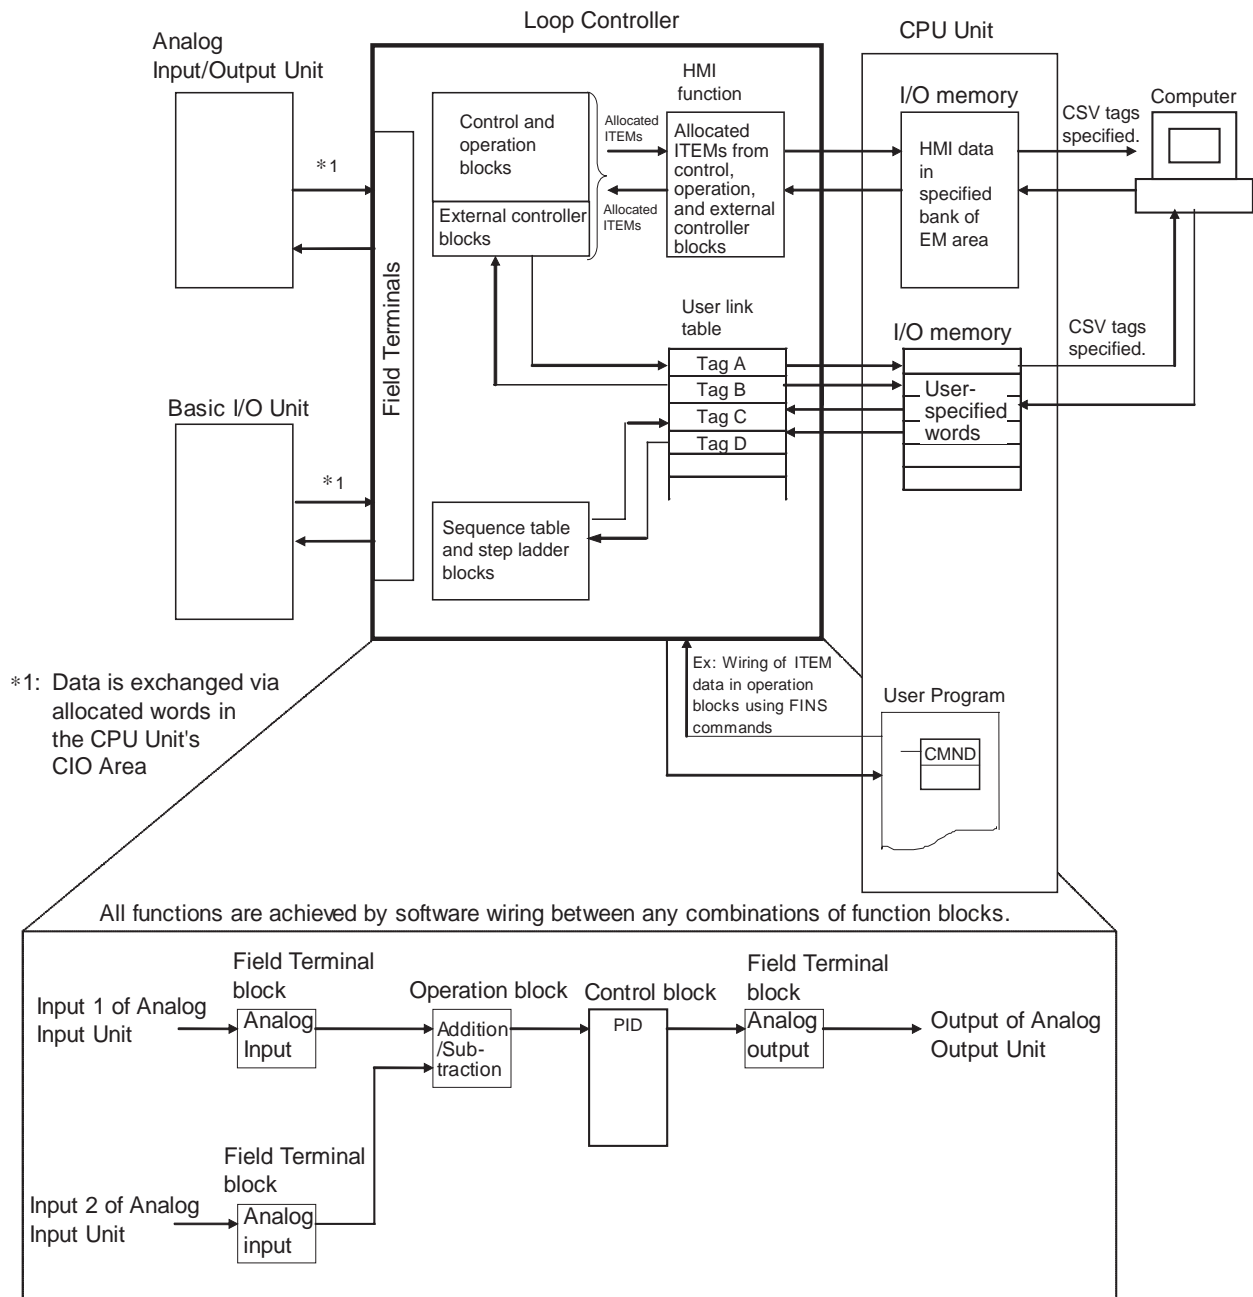 Loop Controller
CPU Unit
Analog
Input/Output Unit
HMI
function
I/O memory
Computer
CSV tags
specified.
Control and
operation
blocks
External controller
blocks
Allocated
ITEMs
Allocated
ITEMs
Allocated
ITEMs from
control,
operation,
and external
controller
blocks
HMI data
in
specified
bank of
EM area
*1
Field Terminals
User link
table
I/O memory
CSV tags
specified.
Tag A
Tag B
Tag C
Tag D
User-
specified
words
Basic I/O Unit
*1
Sequence table
and step ladder
blocks
*1: Data is exchanged via
allocated words in
the CPU Unit's
CIO Area
Ex: Wiring of ITEM
data in operation
blocks using FINS
commands
User Program
CMND
All functions are achieved by software wiring between any combinations of function blocks.
Field Terminal
block
Operation block
Control block
Field Terminal
block
Input 1 of Analog
Input Unit
Analog
Input
Addition
/Sub-
traction
PID
Analog
output
Output of Analog
Output Unit
Field Terminal
block
Input 2 of Analog
Input Unit
Analog
input